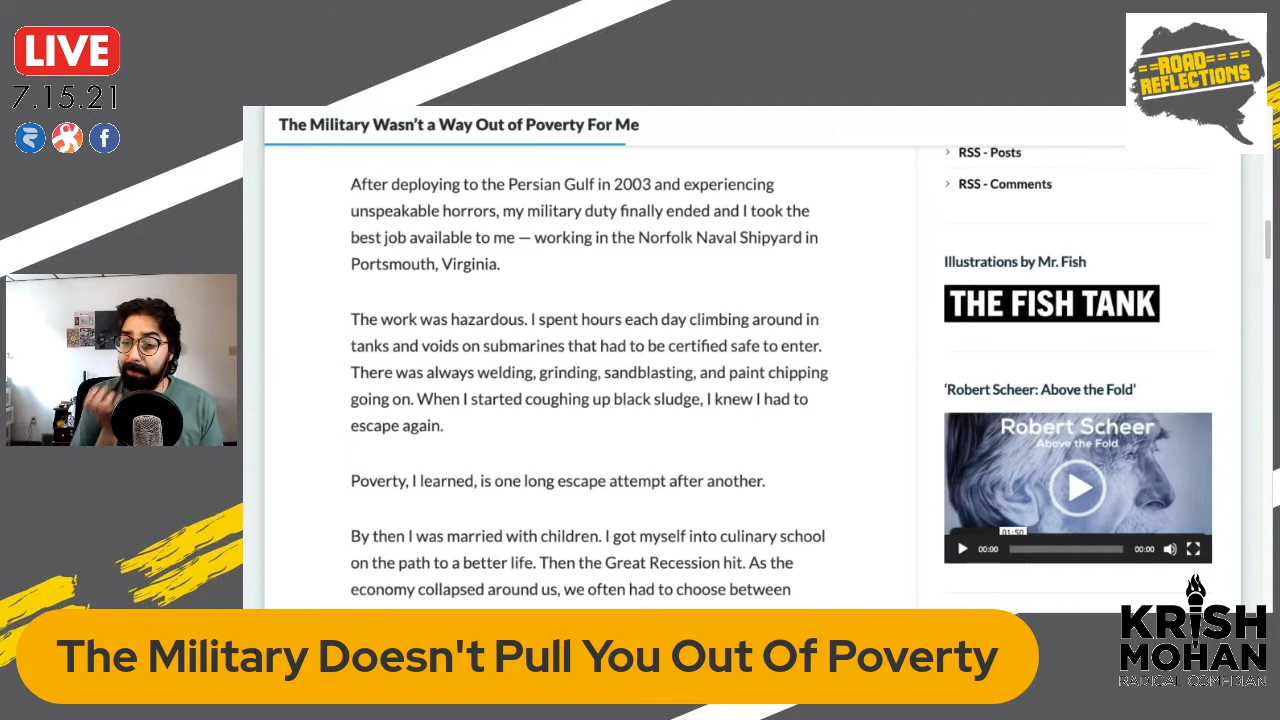 LIVE
7.15.21
==ROAD====
REFLECTIONS
The Military Wasn't a Way Out of Poverty For Me
After deploying to the Persian Gulf in 2003 and experiencing
unspeakable horrors, my military duty finally ended and I took the
best job available to me — working in the Norfolk Naval Shipyard in
Portsmouth, Virginia.
The work was hazardous. I spent hours each day climbing around in
tanks and voids on submarines that had to be certified safe to enter.
There was always welding, grinding, sandblasting, and paint chipping
going on. When I started coughing up black sludge, I knew I had to
escape again.
Poverty, I learned, is one long escape attempt after another.
By then I was married with children. I got myself into culinary school
on the path to a better life. Then the Great Recession hit. As the
economy collapsed around us, we often had to choose between
> RSS - Posts
> RSS - Comments
Illustrations by Mr. Fish
THE FISH TANK
‘Robert Scheer: Above the Fold’
Robert Scheer
Above the Fold
01:50
00:00 00:00
The Military Doesn't Pull You Out Of Poverty
KRISH
MOHAN
RADICAL COMEDIAN